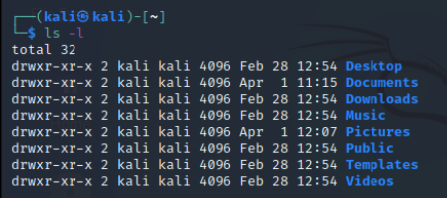 ┌──(kali㉿kali)-[~]
└─$ ls -l
total 32
drwxr-xr-x 2 kali kali 4096 Feb 28 12:54 Desktop
drwxr-xr-x 2 kali kali 4096 Apr  1 11:15 Documents
drwxr-xr-x 2 kali kali 4096 Feb 28 12:54 Downloads
drwxr-xr-x 2 kali kali 4096 Feb 28 12:54 Music
drwxr-xr-x 2 kali kali 4096 Apr  1 12:07 Pictures
drwxr-xr-x 2 kali kali 4096 Feb 28 12:54 Public
drwxr-xr-x 2 kali kali 4096 Feb 28 12:54 Templates
drwxr-xr-x 2 kali kali 4096 Feb 28 12:54 Videos